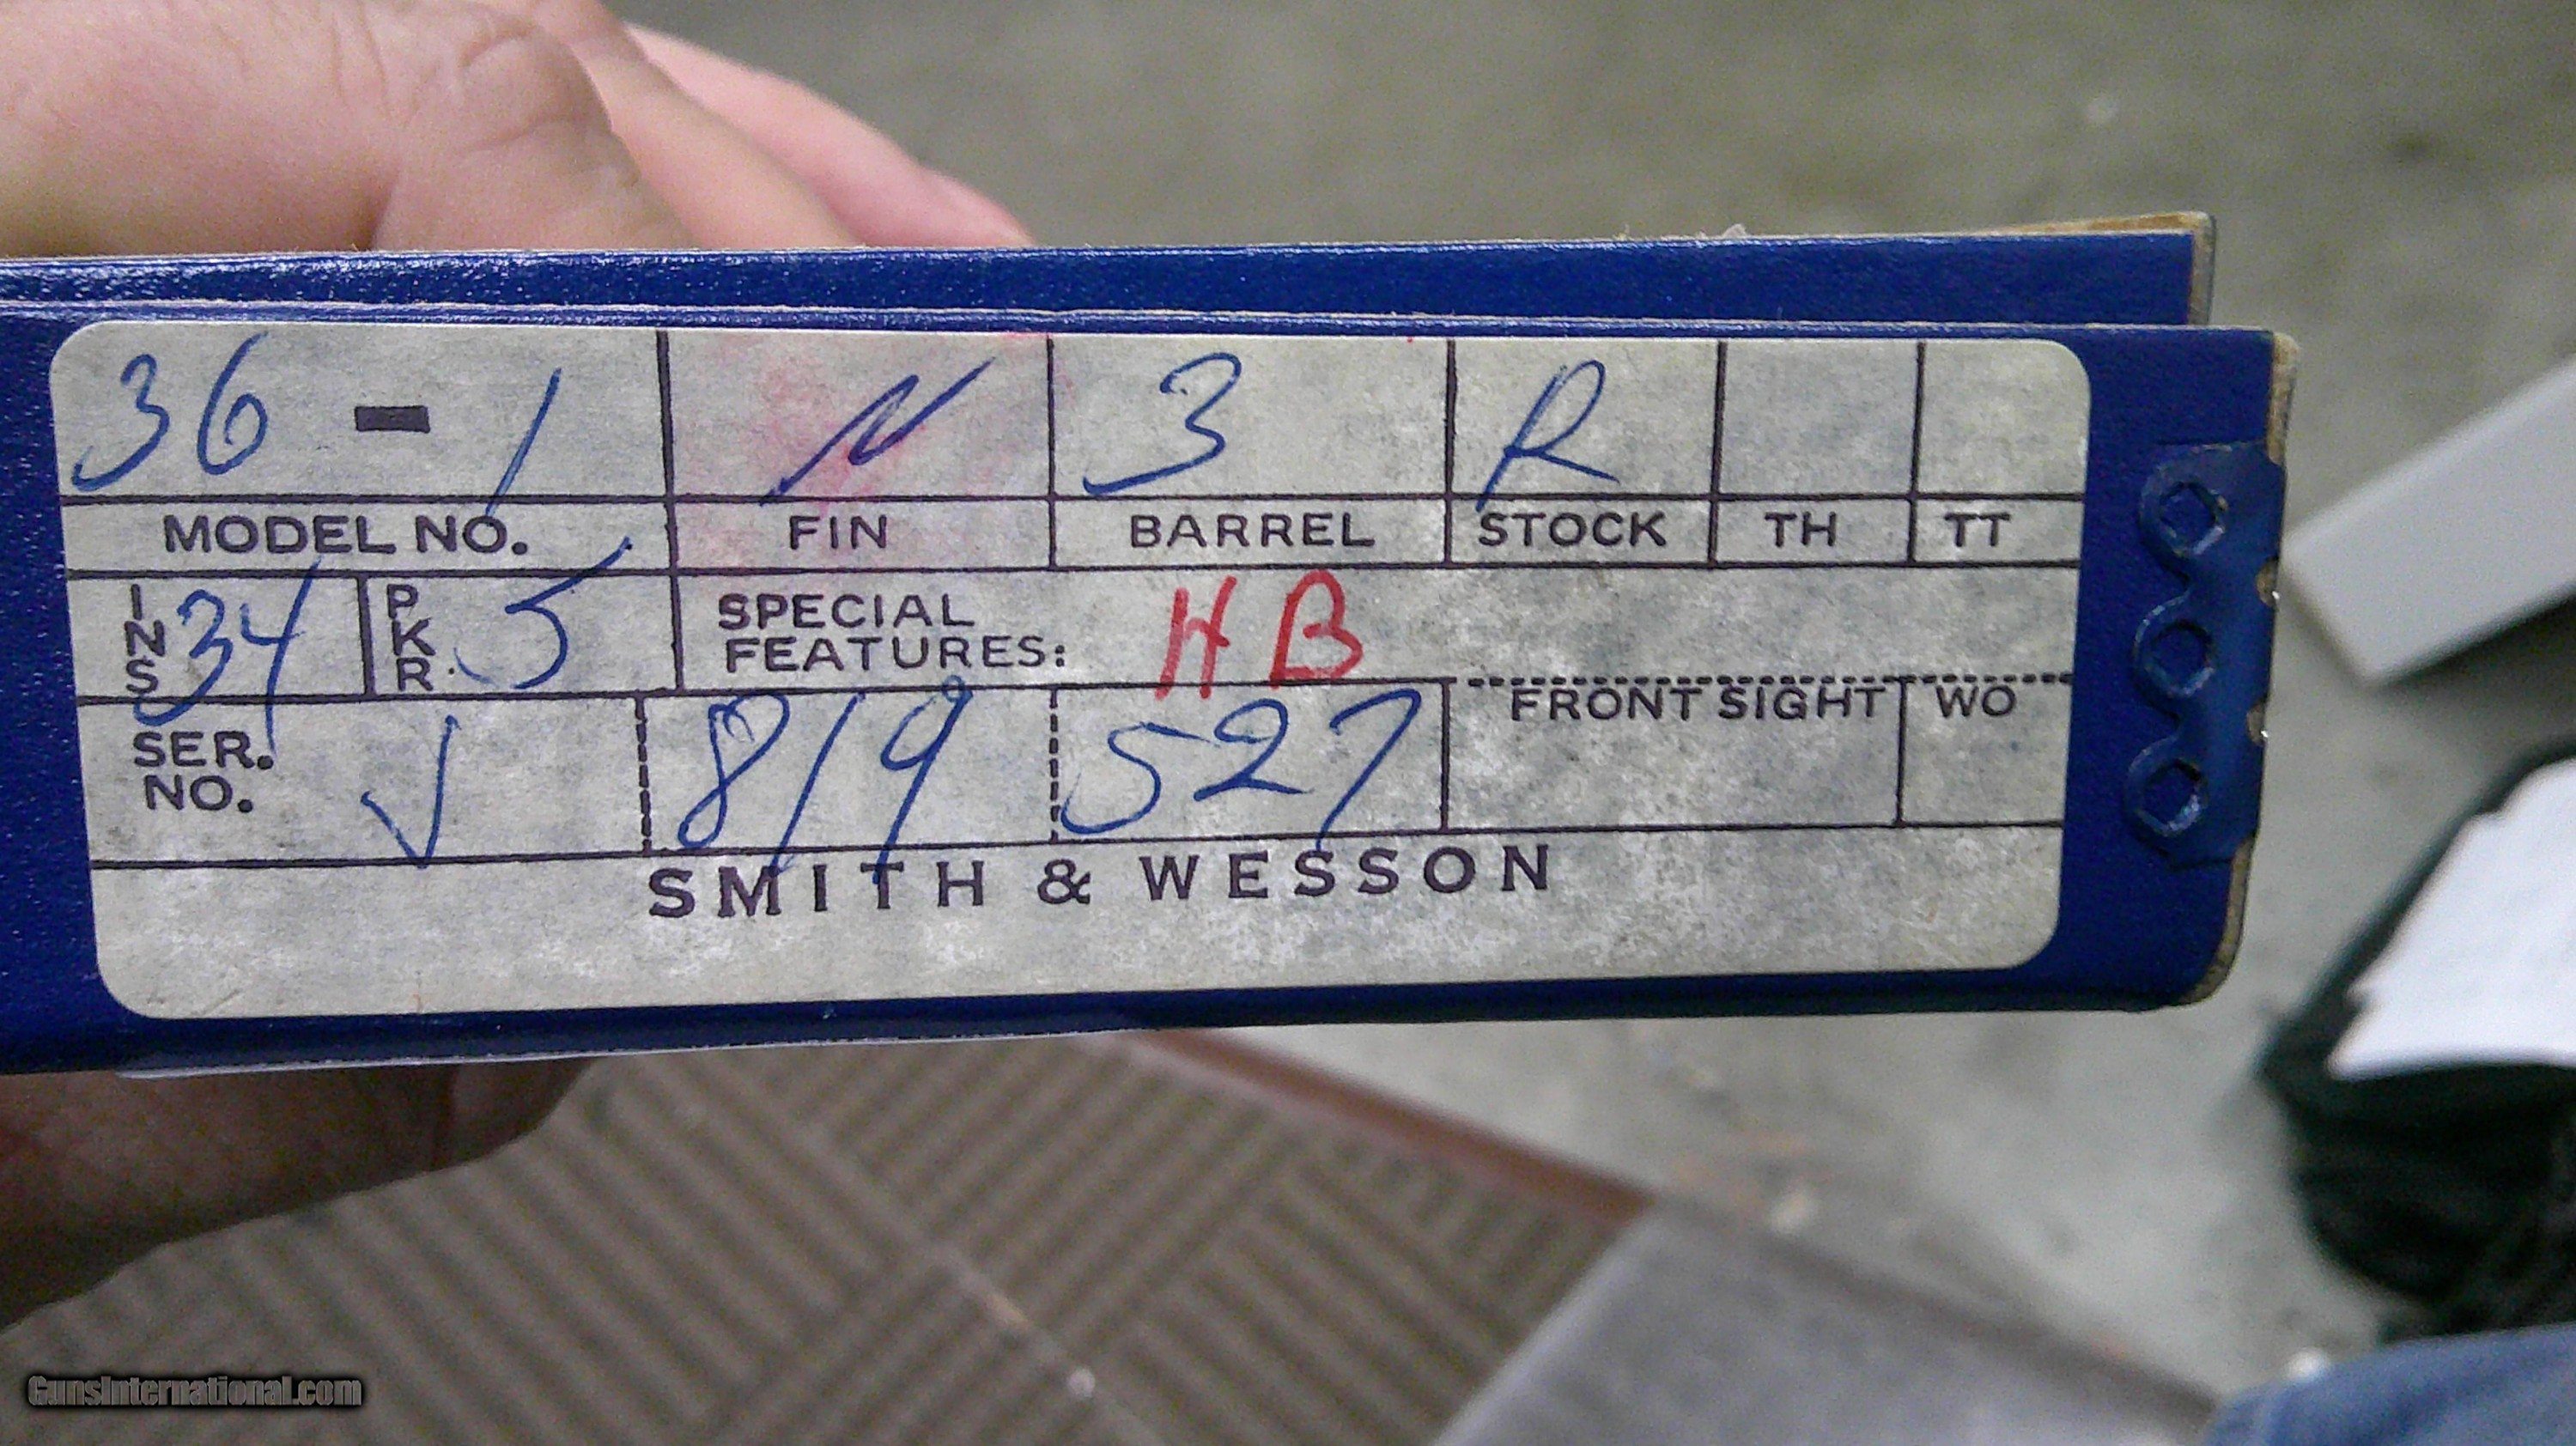 36 - 1 N 3 R
MODEL NO. FIN BARREL STOCK TH TT
INS 34 PKR. 5 SPECIAL FEATURES: HB
FRONT SIGHT WO
SER. NO. J 819 527
SMITH & WESSON
GunsInternational.com